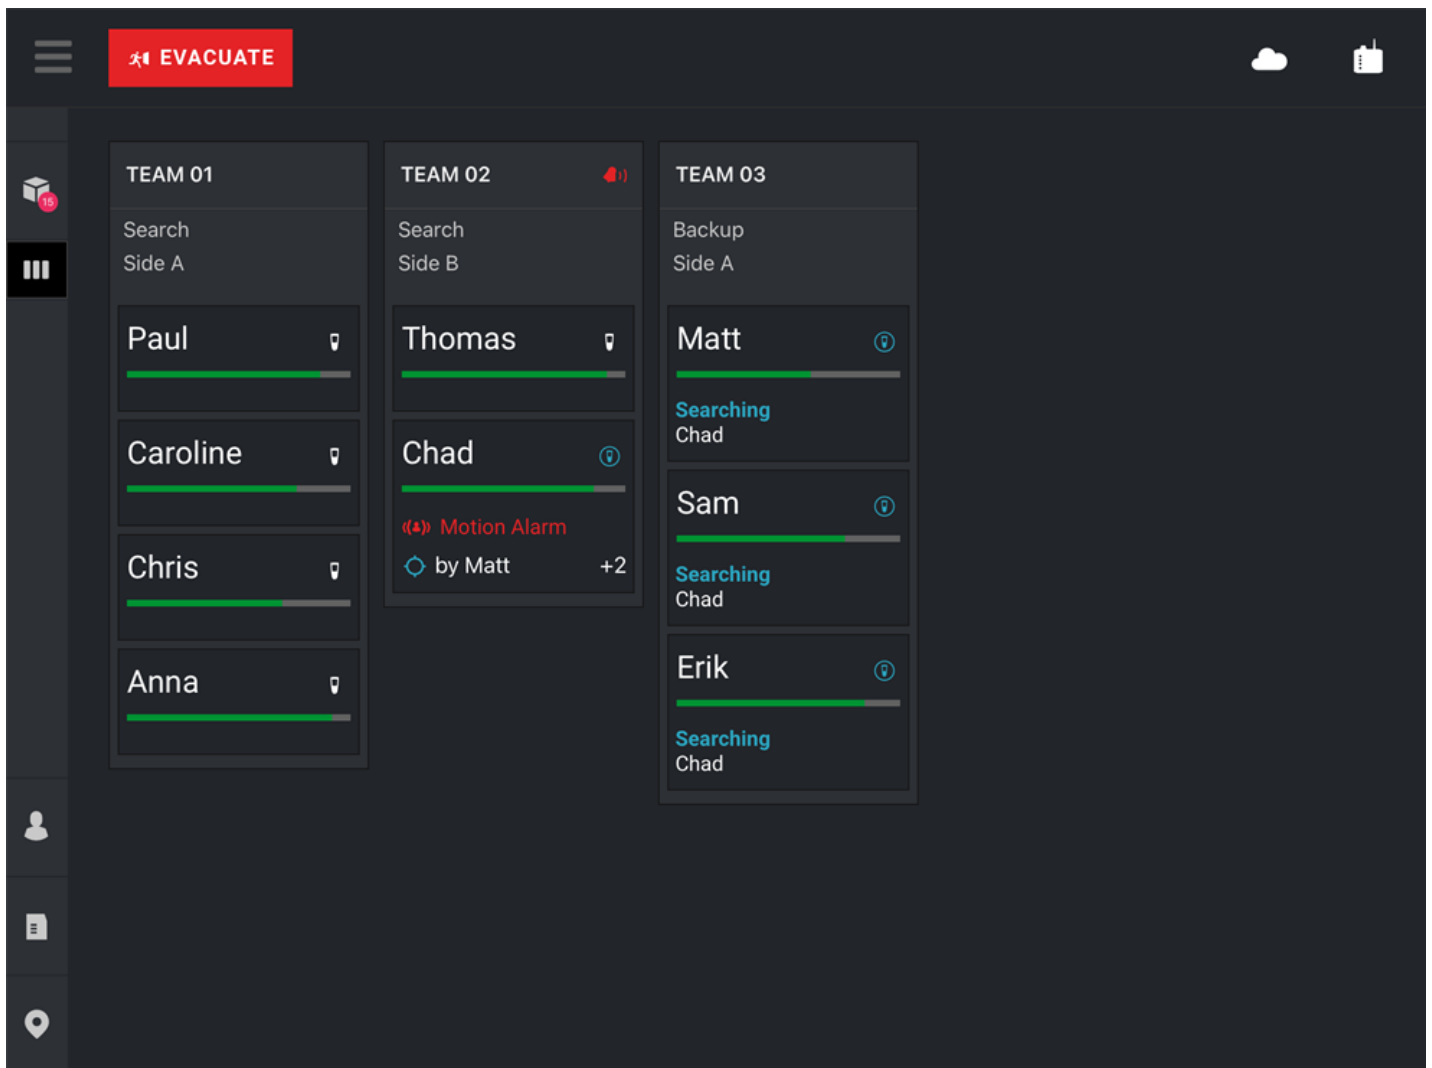 EVACUATE
15
TEAM 01
Search
Side A
Paul
Caroline
Chris
Anna
TEAM 02
Search
Side B
Thomas
Chad
Motion Alarm
by Matt +2
TEAM 03
Backup
Side A
Matt
Searching
Chad
Sam
Searching
Chad
Erik
Searching
Chad